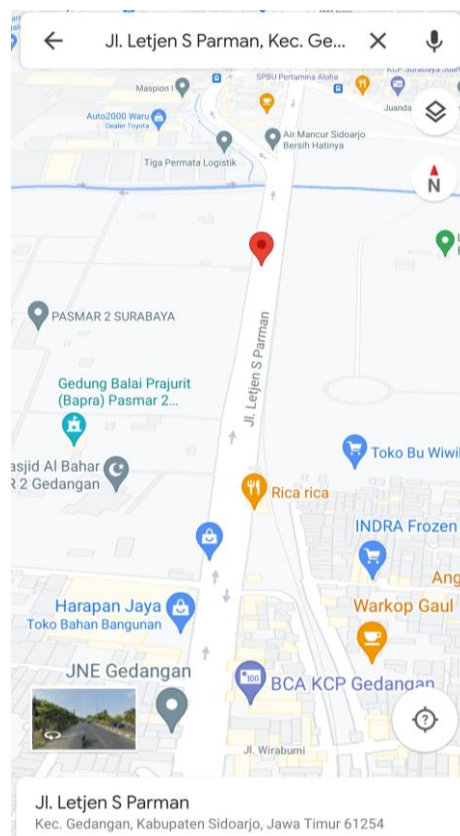 Jl. Letjen S Parman, Kec. Ge...
Maspion I
SPBU Pertamina Aloha
Auto2000 Waru
Dealer Toyota
Juanda
Air Mancur Sidoarjo
Bersih Hatinya
Tiga Permata Logistik
N
PASMAR 2 SURABAYA
Jl. Letjen S Parman
Gedung Balai Prajurit
(Bapra) Pasmar 2...
Toko Bu Wiwi
asjid Al Bahar
R 2 Gedangan
Rica rica
INDRA Frozen
Ang
Harapan Jaya
Toko Bahan Bangunan
Warkop Gaul
JNE Gedangan
100
BCA KCP Gedangan
?
Jl. Wirabumi
Jl. Letjen S Parman
Kec. Gedangan, Kabupaten Sidoarjo, Jawa Timur 61254